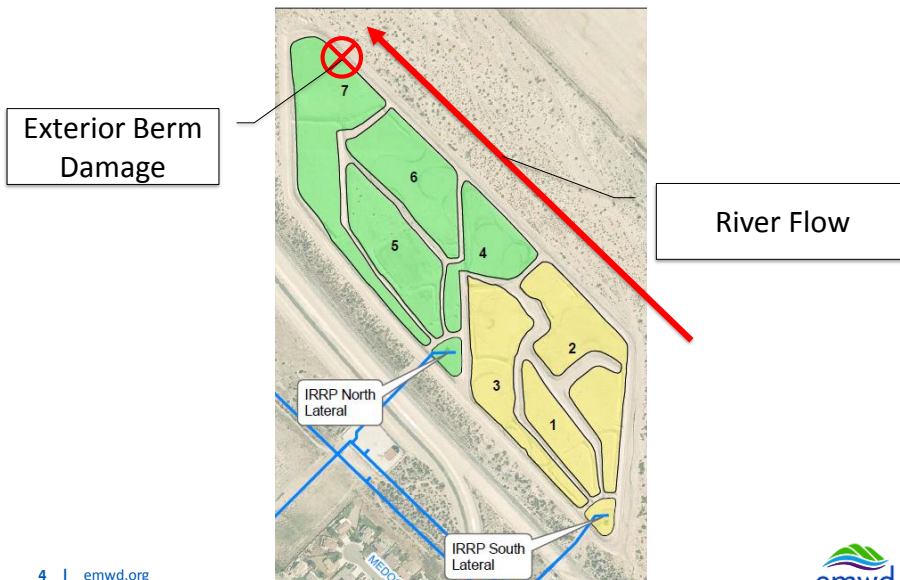 7
Exterior Berm
Damage
6
River Flow
5
4
2
3
IRRP North
Lateral
1
IRRP South
Lateral
4 | emwd.org
emwd